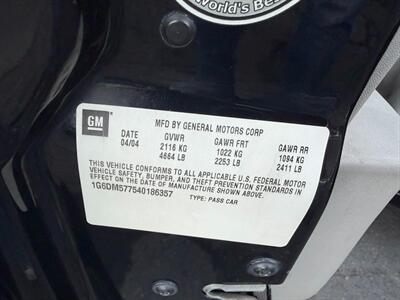 World's Bes
GM
MFD BY GENERAL MOTORS CORP
DATE GVWR GAWR FRT GAWR RR
04/04 2116 KG 1022 KG 1094 KG
4664 LB 2253 LB 2411 LB
THIS VEHICLE CONFORMS TO ALL APPLICABLE U.S. FEDERAL MOTOR
VEHICLE SAFETY, BUMPER, AND THEFT PREVENTION STANDARDS IN
EFFECT ON THE DATE OF MANUFACTURE SHOWN ABOVE.
1G6DM577540186357
TYPE: PASS CAR